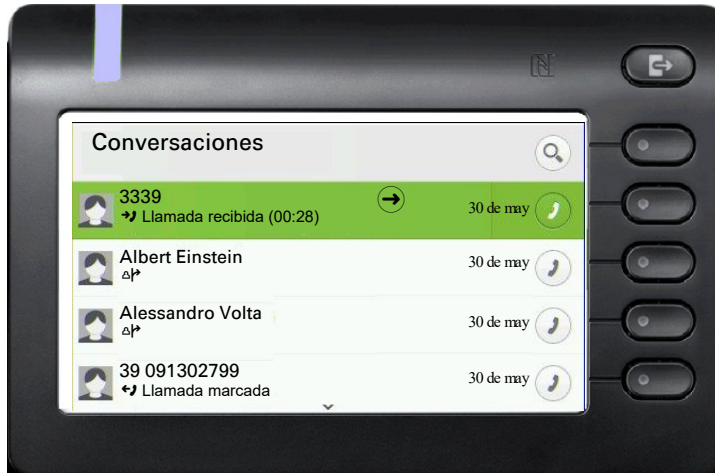 Conversaciones
3339
Llamada recibida (00:28)
30 de may
Albert Einstein
30 de may
Alessandro Volta
30 de may
39 091302799
Llamada marcada
30 de may